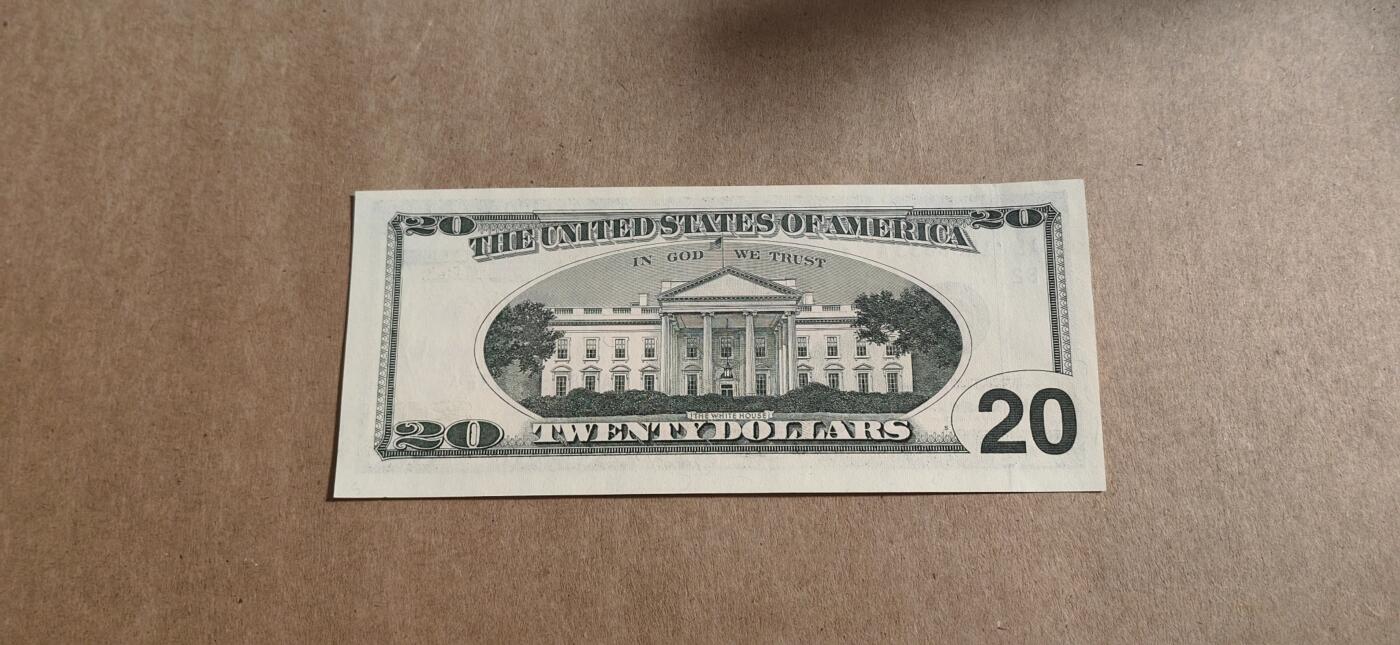 20 20
THE UNITED STATES OF AMERICA
IN GOD WE TRUST
THE WHITE HOUSE
20 TWENTY DOLLARS 20